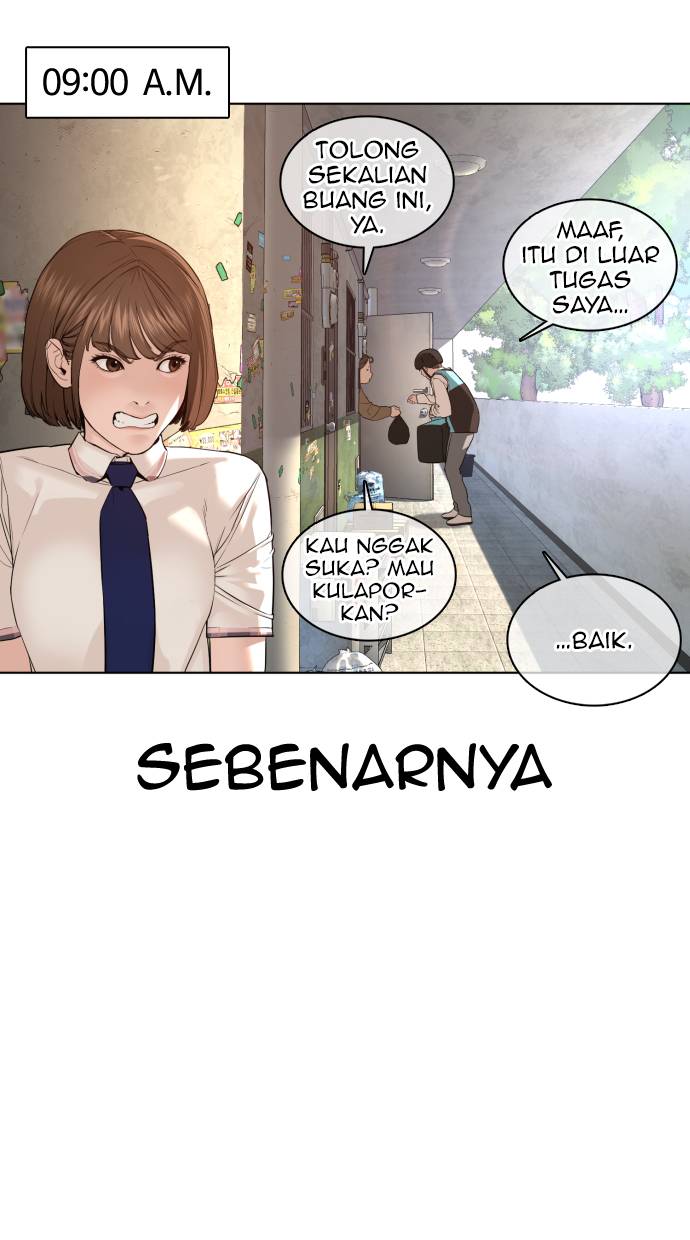 09:00 A.M.
TOLONG
SEKALIAN
BUANG INI,
YA.
MAAF,
ITU DI LUAR
TUGAS
SAYA...
KAU NGGAK
SUKA? MAU
KULAPOR-
KAN?
...BAIK.
SEBENARNYA